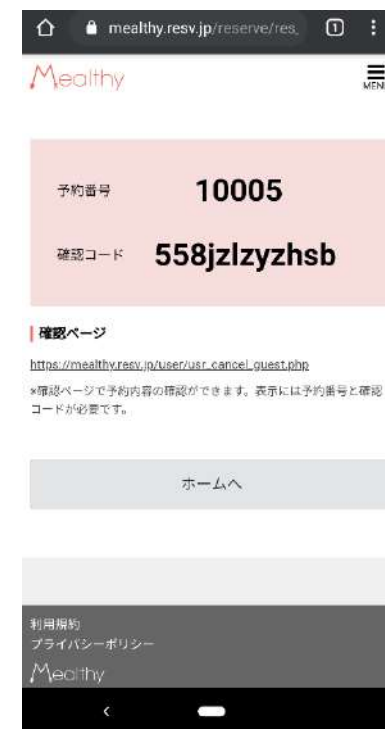 mealthy.resv.jp/reserve/res_
1
Mealthy
MENU
予約番号 10005
確認コード 558jzlzyzhsb
確認ページ
https://mealthy.resv.jp/user/usr_cancel_guest.php
※確認ページで予約内容の確認ができます。表示には予約番号と確認
コードが必要です。
ホームへ
利用規約
プライバシーポリシー
Mealthy